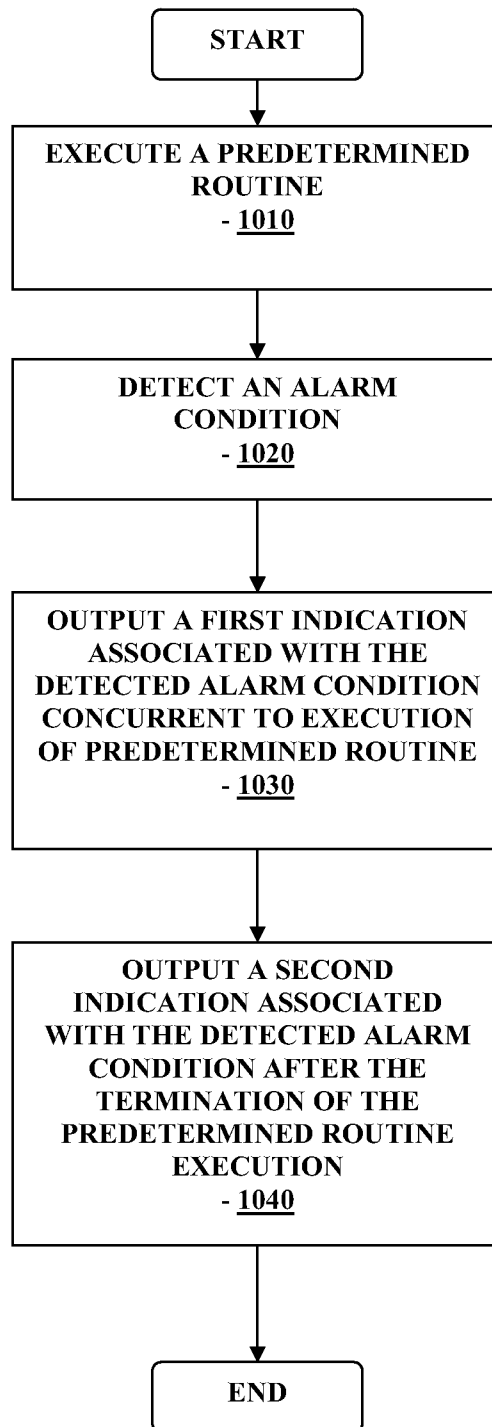 START
EXECUTE A PREDETERMINED
ROUTINE
- 1010
DETECT AN ALARM
CONDITION
- 1020
OUTPUT A FIRST INDICATION
ASSOCIATED WITH THE
DETECTED ALARM CONDITION
CONCURRENT TO EXECUTION
OF PREDETERMINED ROUTINE
- 1030
OUTPUT A SECOND
INDICATION ASSOCIATED
WITH THE DETECTED ALARM
CONDITION AFTER THE
TERMINATION OF THE
PREDETERMINED ROUTINE
EXECUTION
- 1040
END